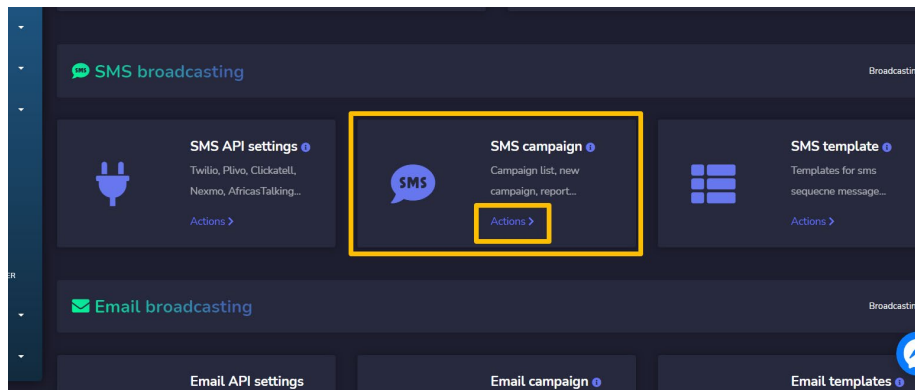 SMS broadcasting
Broadcastin
SMS API settings
Twilio, Plivo, Clickatell,
Nexmo, AfricasTalking...
Actions
SMS
SMS campaign
Campaign list, new
campaign, report...
Actions
SMS template
Templates for sms
sequecne message...
Actions
ER
Email broadcasting
Broadcastin
Email API settings
Email campaign
Email templates